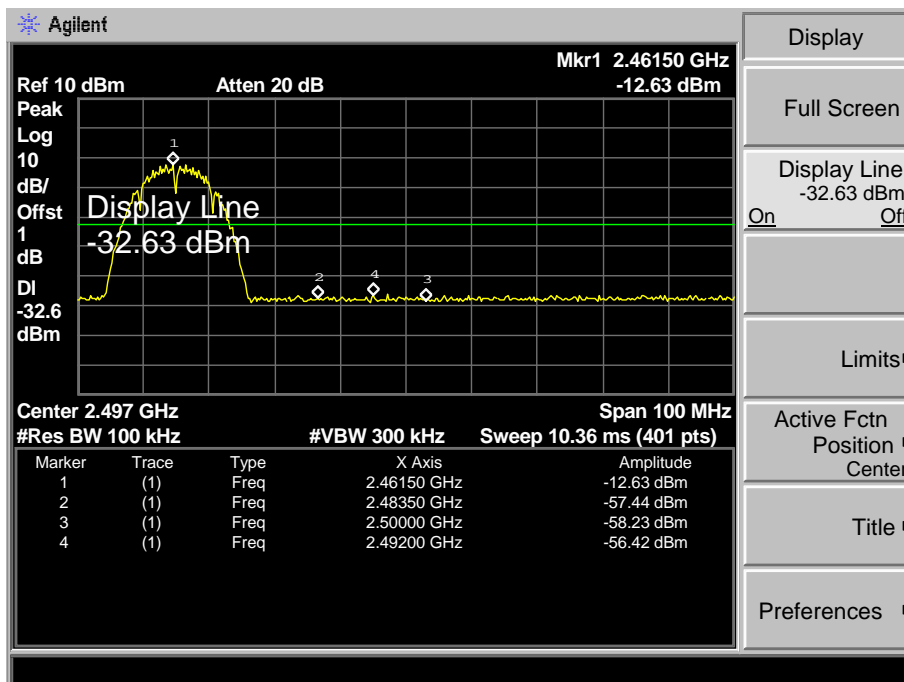 Agilent
Mkr1 2.46150 GHz
Ref 10 dBm Atten 20 dB -12.63 dBm
Peak
Log
10
dB/
Offst
1
dB
DI
-32.6
dBm
1
Display Line
-32.63 dBm
2 4 3
Center 2.497 GHz Span 100 MHz
#Res BW 100 kHz #VBW 300 kHz Sweep 10.36 ms (401 pts)
Marker Trace Type X Axis Amplitude
1 (1) Freq 2.46150 GHz -12.63 dBm
2 (1) Freq 2.48350 GHz -57.44 dBm
3 (1) Freq 2.50000 GHz -58.23 dBm
4 (1) Freq 2.49200 GHz -56.42 dBm
Display
Full Screen
Display Line
-32.63 dBm
On Off
Limits
Active Fctn
Position
Center
Title
Preferences